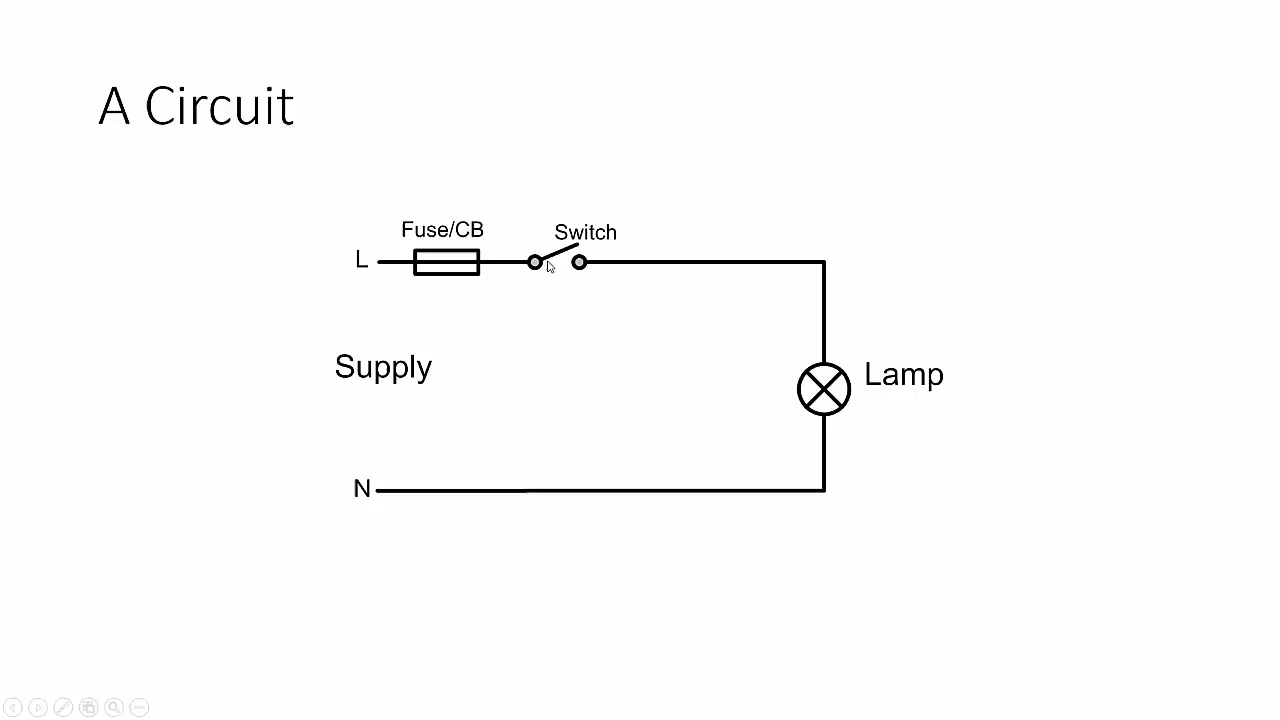 A Circuit
Fuse/CB
Switch
L
Supply
Lamp
N